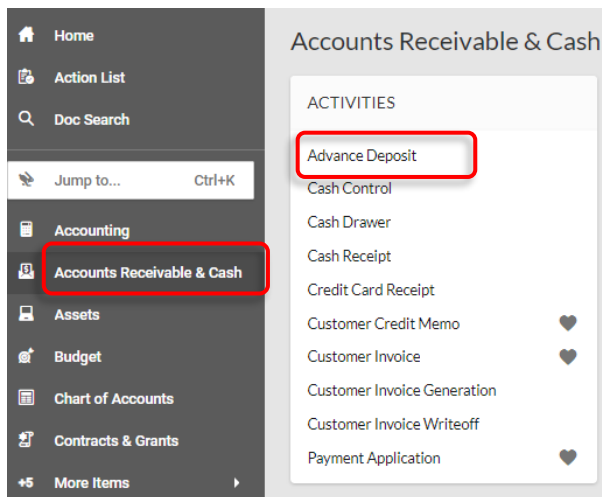 Home
Action List
Doc Search
Jump to... Ctrl+K
Accounting
Accounts Receivable & Cash
Assets
Budget
Chart of Accounts
Contracts & Grants
+5 More Items
Accounts Receivable & Cash
ACTIVITIES
Advance Deposit
Cash Control
Cash Drawer
Cash Receipt
Credit Card Receipt
Customer Credit Memo
Customer Invoice
Customer Invoice Generation
Customer Invoice Writeoff
Payment Application